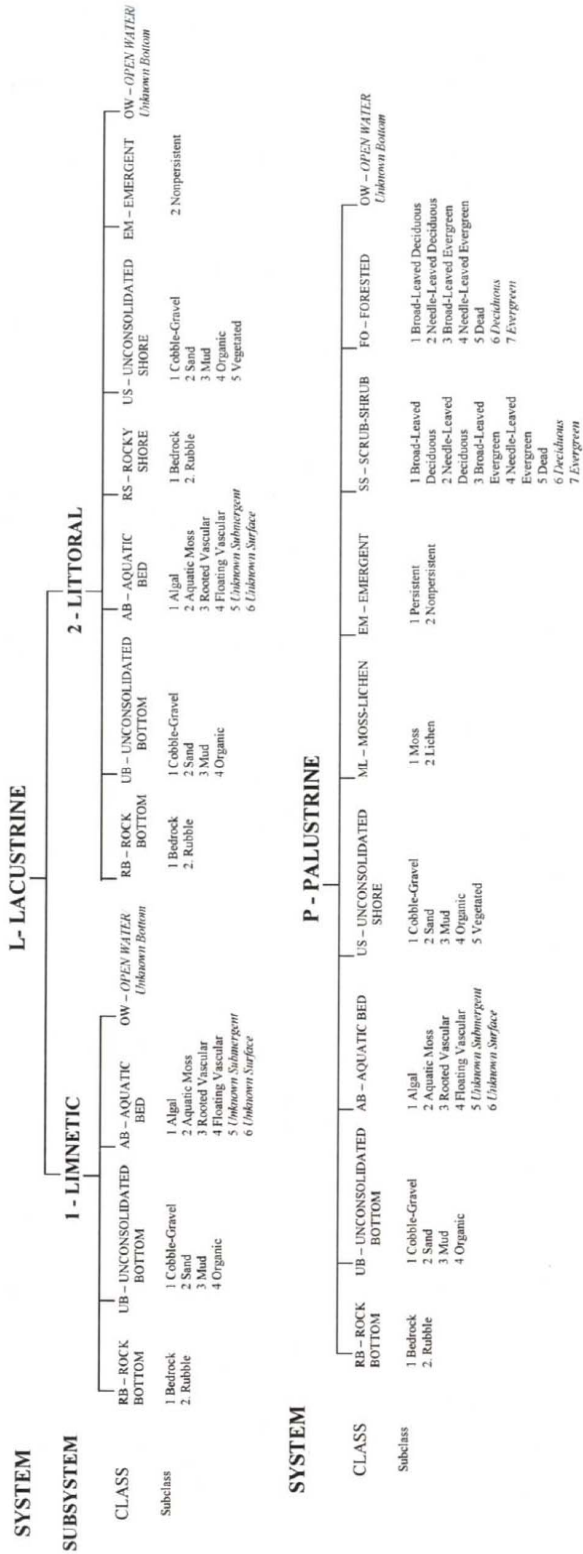 SYSTEM
L- LACUSTRINE
SUBSYSTEM
1 - LIMNETIC
2 - LITTORAL
CLASS
RB – ROCK
BOTTOM
UB – UNCONSOLIDATED
BOTTOM
AB – AQUATIC
BED
OW – OPEN WATER/
Unknown Bottom
RB – ROCK
BOTTOM
UB – UNCONSOLIDATED
BOTTOM
AB – AQUATIC
BED
RS – ROCKY
SHORE
US – UNCONSOLIDATED
SHORE
EM – EMERGENT
OW – OPEN WATER/
Unknown Bottom
Subclass
1 Bedrock
2. Rubble
1 Cobble-Gravel
2 Sand
3 Mud
4 Organic
1 Algal
2 Aquatic Moss
3 Rooted Vascular
4 Floating Vascular
5 Unknown Submergent
6 Unknown Surface
1 Bedrock
2. Rubble
1 Cobble-Gravel
2 Sand
3 Mud
4 Organic
1 Algal
2 Aquatic Moss
3 Rooted Vascular
4 Floating Vascular
5 Unknown Submergent
6 Unknown Surface
1 Bedrock
2. Rubble
1 Cobble-Gravel
2 Sand
3 Mud
4 Organic
5 Vegetated
2 Nonpersistent
SYSTEM
P - PALUSTRINE
CLASS
RB – ROCK
BOTTOM
UB – UNCONSOLIDATED
BOTTOM
AB – AQUATIC BED
US – UNCONSOLIDATED
SHORE
ML – MOSS-LICHEN
EM – EMERGENT
SS – SCRUB-SHRUB
FO – FORESTED
OW – OPEN WATER
Unknown Bottom
Subclass
1 Bedrock
2. Rubble
1 Cobble-Gravel
2 Sand
3 Mud
4 Organic
1 Algal
2 Aquatic Moss
3 Rooted Vascular
4 Floating Vascular
5 Unknown Submergent
6 Unknown Surface
1 Cobble-Gravel
2 Sand
3 Mud
4 Organic
5 Vegetated
1 Moss
2 Lichen
1 Persistent
2 Nonpersistent
1 Broad-Leaved
Deciduous
2 Needle-Leaved
Deciduous
3 Broad-Leaved
Evergreen
4 Needle-Leaved
Evergreen
5 Dead
6 Deciduous
7 Evergreen
1 Broad-Leaved Deciduous
2 Needle-Leaved Deciduous
3 Broad-Leaved Evergreen
4 Needle-Leaved Evergreen
5 Dead
6 Deciduous
7 Evergreen